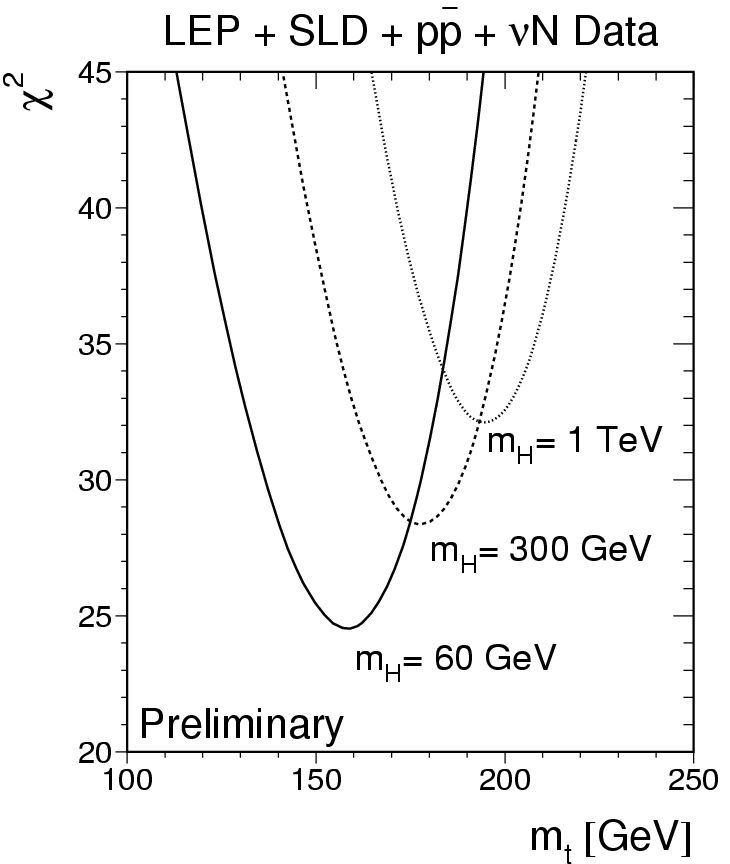 LEP + SLD + pp̄ + νN Data
χ²
45
40
35
30
25
20
m_H= 1 TeV
m_H= 300 GeV
m_H= 60 GeV
Preliminary
100 150 200 250
m_t [GeV]